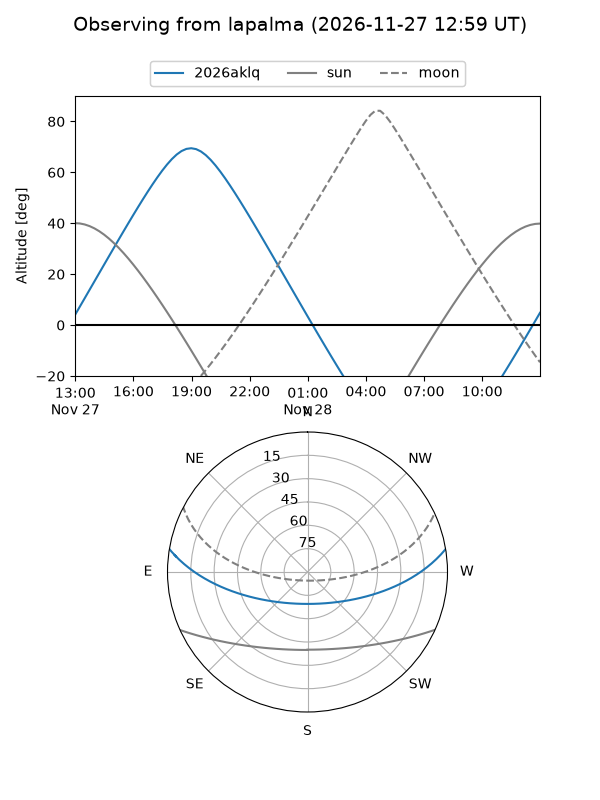 Observing from lapalma (2026-11-27 12:59 UT)
2026aklq sun moon
Altitude [deg]
80
60
40
20
0
−20
13:00 16:00 19:00 22:00 01:00 04:00 07:00 10:00
Nov 27 Nov 28
N
NE NW
15
30
45
60
75
E W
SE SW
S